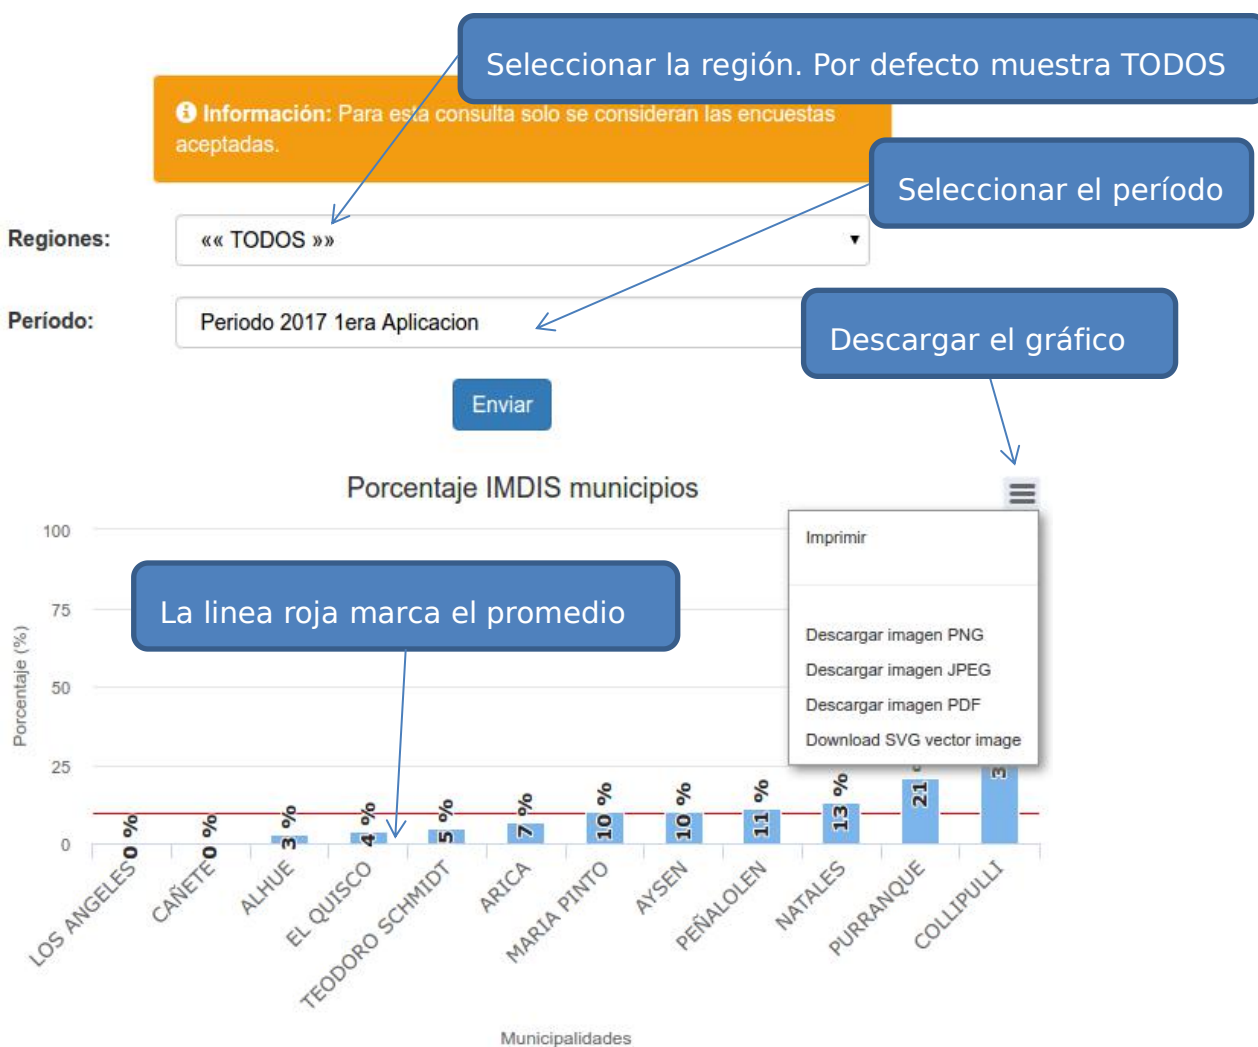 Seleccionar la región. Por defecto muestra TODOS
Información: Para esta consulta solo se consideran las encuestas
aceptadas.
Seleccionar el período
Regiones:
«« TODOS »»
Período:
Periodo 2017 1era Aplicacion
Descargar el gráfico
Enviar
Porcentaje IMDIS municipios
Imprimir
Descargar imagen PNG
Descargar imagen JPEG
Descargar imagen PDF
Download SVG vector image
La linea roja marca el promedio
Porcentaje (%)
100
75
50
25
0
0 %
0 %
3 %
4 %
5 %
7 %
10 %
10 %
11 %
13 %
21
LOS ANGELES
CAÑETE
ALHUE
EL QUISCO
TEODORO SCHMIDT
ARICA
MARIA PINTO
AYSEN
PEÑALOLEN
NATALES
PURRANQUE
COLLIPULLI
Municipalidades